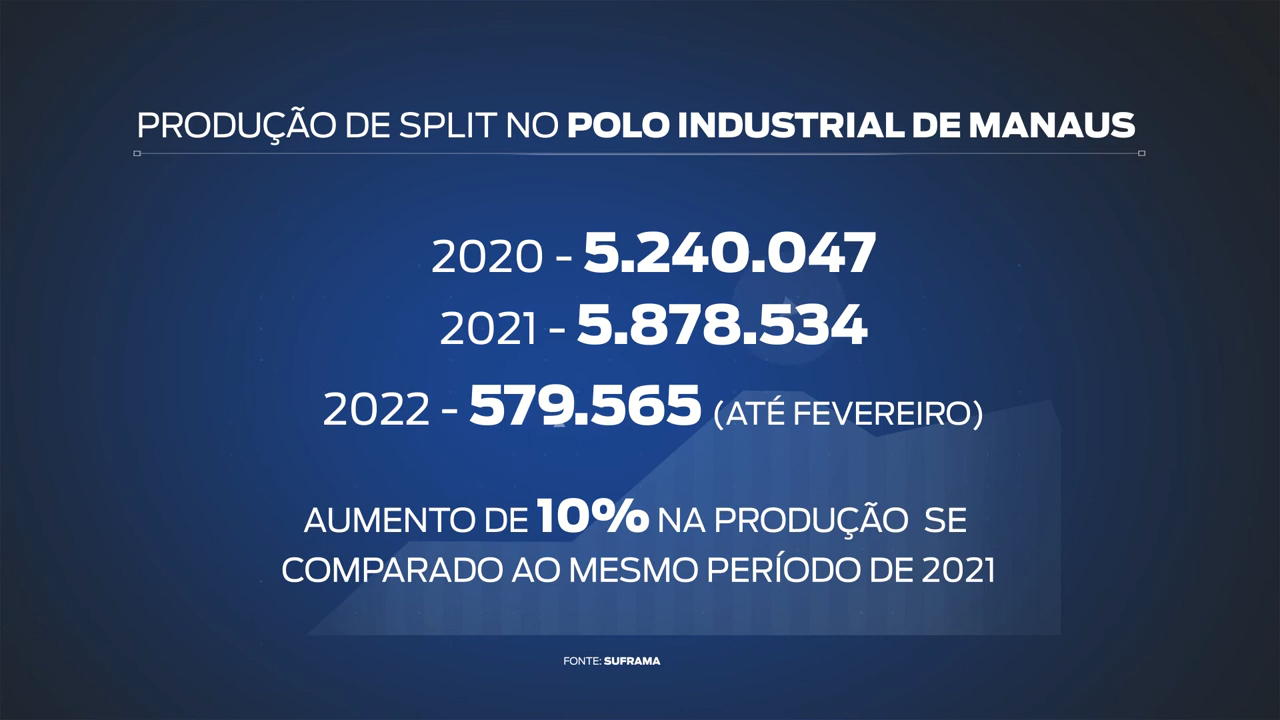 PRODUÇÃO DE SPLIT NO POLO INDUSTRIAL DE MANAUS
2020 - 5.240.047
2021 - 5.878.534
2022 - 579.565 (ATÉ FEVEREIRO)
AUMENTO DE 10% NA PRODUÇÃO SE
COMPARADO AO MESMO PERÍODO DE 2021
FONTE: SUFRAMA